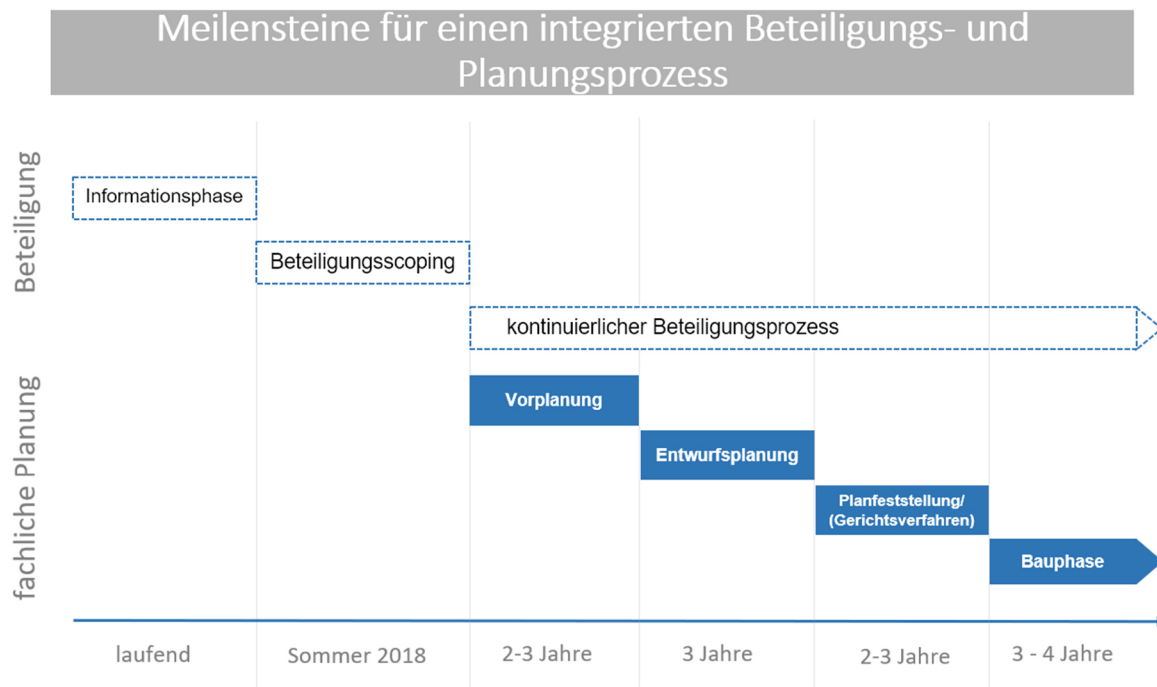 Meilensteine für einen integrierten Beteiligungs- und
Planungsprozess
Beteiligung
Informationsphase
Beteiligungsscoping
kontinuierlicher Beteiligungsprozess
fachliche Planung
Vorplanung
Entwurfsplanung
Planfeststellung/
(Gerichtsverfahren)
Bauphase
laufend
Sommer 2018
2-3 Jahre
3 Jahre
2-3 Jahre
3 - 4 Jahre